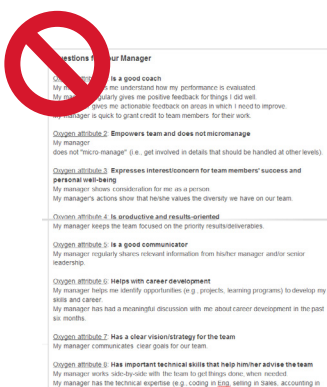 Questions f ur Manager
Oxygen attribute 1: Is a good coach
me understand how my performance is evaluated.
My manager regularly gives me positive feedback for things I did well.
gives me actionable feedback on areas in which I need to improve.
My manager is quick to grant credit to team members for their work.
Oxygen attribute 2: Empowers team and does not micromanage
My manager
does not "micro-manage" (i.e., get involved in details that should be handled at other levels).
Oxygen attribute 3: Expresses interest/concern for team members' success and
personal well-being
My manager shows consideration for me as a person.
My manager's actions show that he/she values the diversity we have on our team.
Oxygen attribute 4: Is productive and results-oriented
My manager keeps the team focused on the priority results/deliverables.
Oxygen attribute 5: Is a good communicator
My manager regularly shares relevant information from his/her manager and/or senior
leadership.
Oxygen attribute 6: Helps with career development
My manager helps me identify opportunities (e.g., projects, learning programs) to develop my
skills and career.
My manager has had a meaningful discussion with me about career development in the past
six months.
Oxygen attribute 7: Has a clear vision/strategy for the team
My manager communicates clear goals for our team.
Oxygen attribute 8: Has important technical skills that help him/her advise the team
My manager works side-by-side with the team to get things done, when needed.
My manager has the technical expertise (e.g., coding in Eng, selling in Sales, accounting in